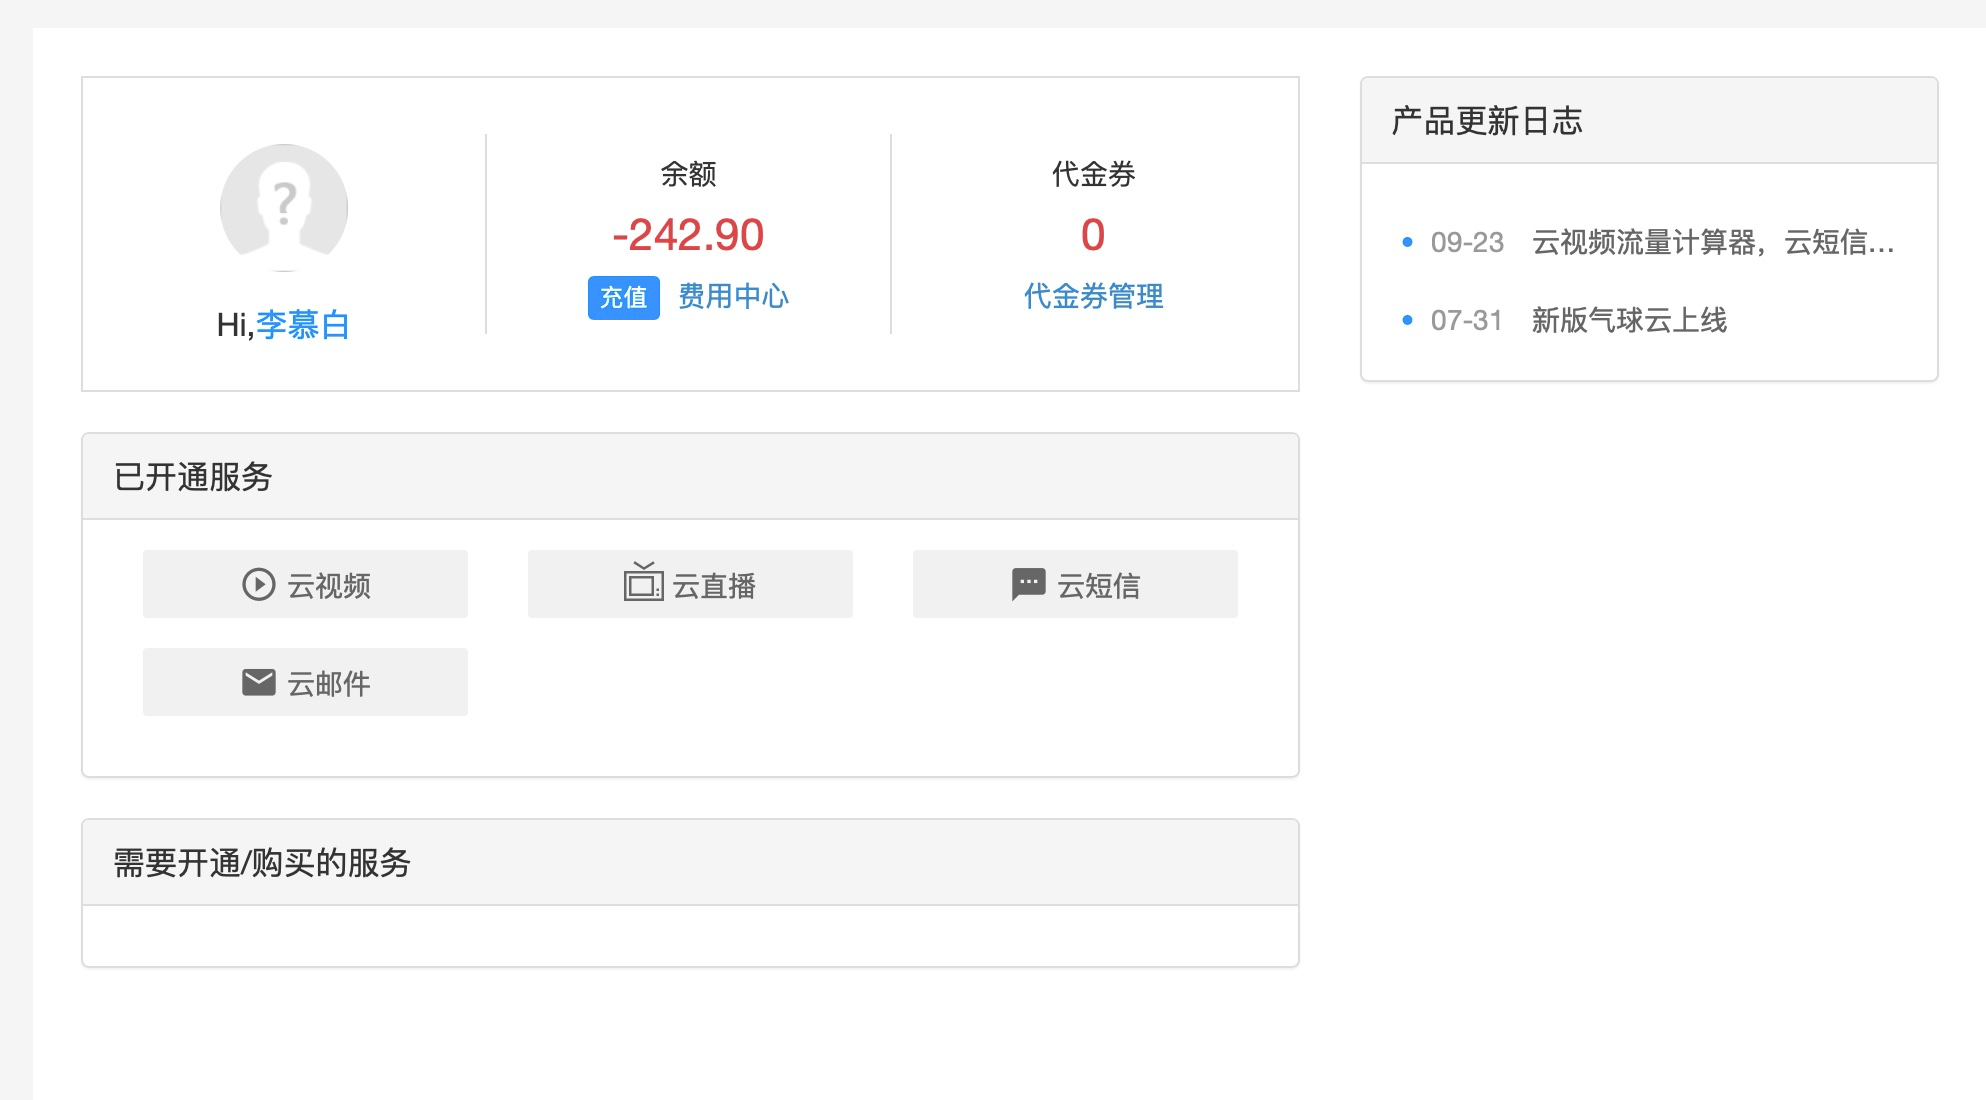 Hi,李慕白
余额
-242.90
充值 费用中心
代金券
0
代金券管理
已开通服务
云视频
云直播
云短信
云邮件
需要开通/购买的服务
产品更新日志
09-23 云视频流量计算器，云短信...
07-31 新版气球云上线